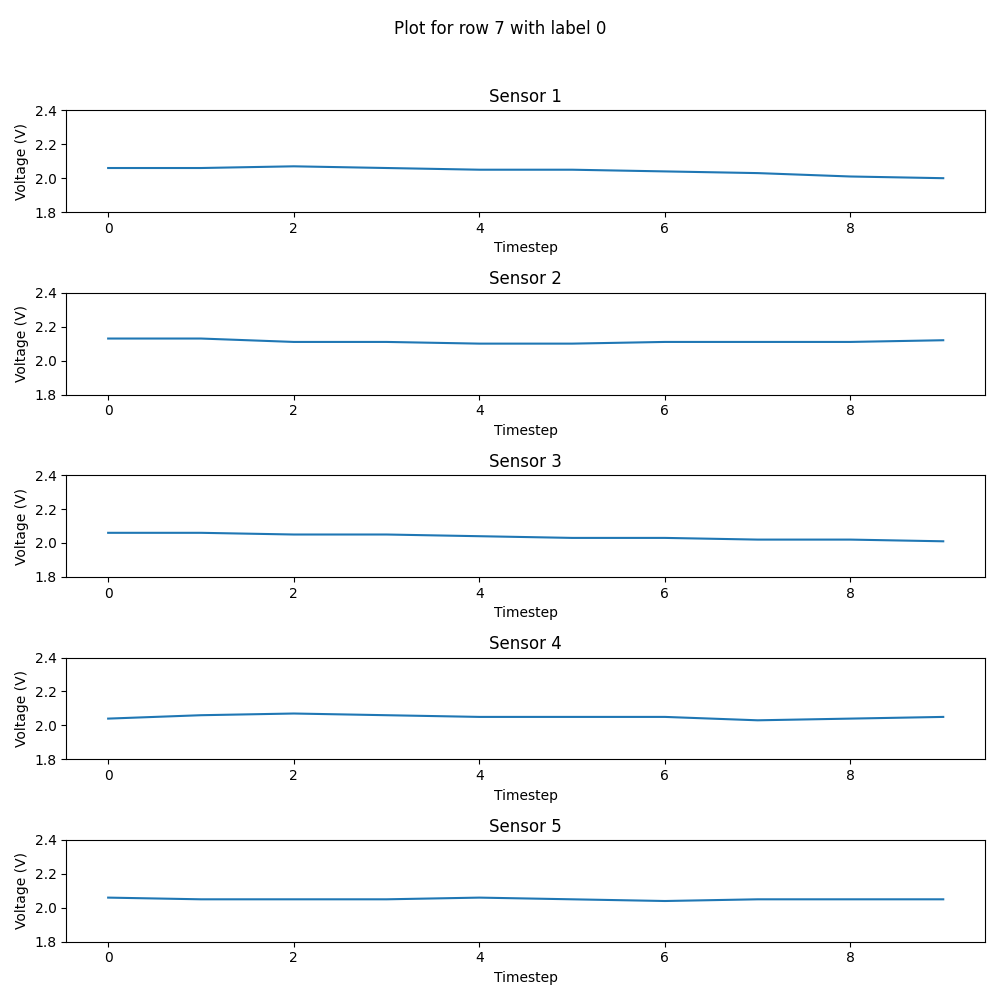 Plot for row 7 with label 0
Sensor 1
Voltage (V)
2.4
2.2
2.0
1.8
0 2 4 6 8
Timestep
Sensor 2
Voltage (V)
2.4
2.2
2.0
1.8
0 2 4 6 8
Timestep
Sensor 3
Voltage (V)
2.4
2.2
2.0
1.8
0 2 4 6 8
Timestep
Sensor 4
Voltage (V)
2.4
2.2
2.0
1.8
0 2 4 6 8
Timestep
Sensor 5
Voltage (V)
2.4
2.2
2.0
1.8
0 2 4 6 8
Timestep